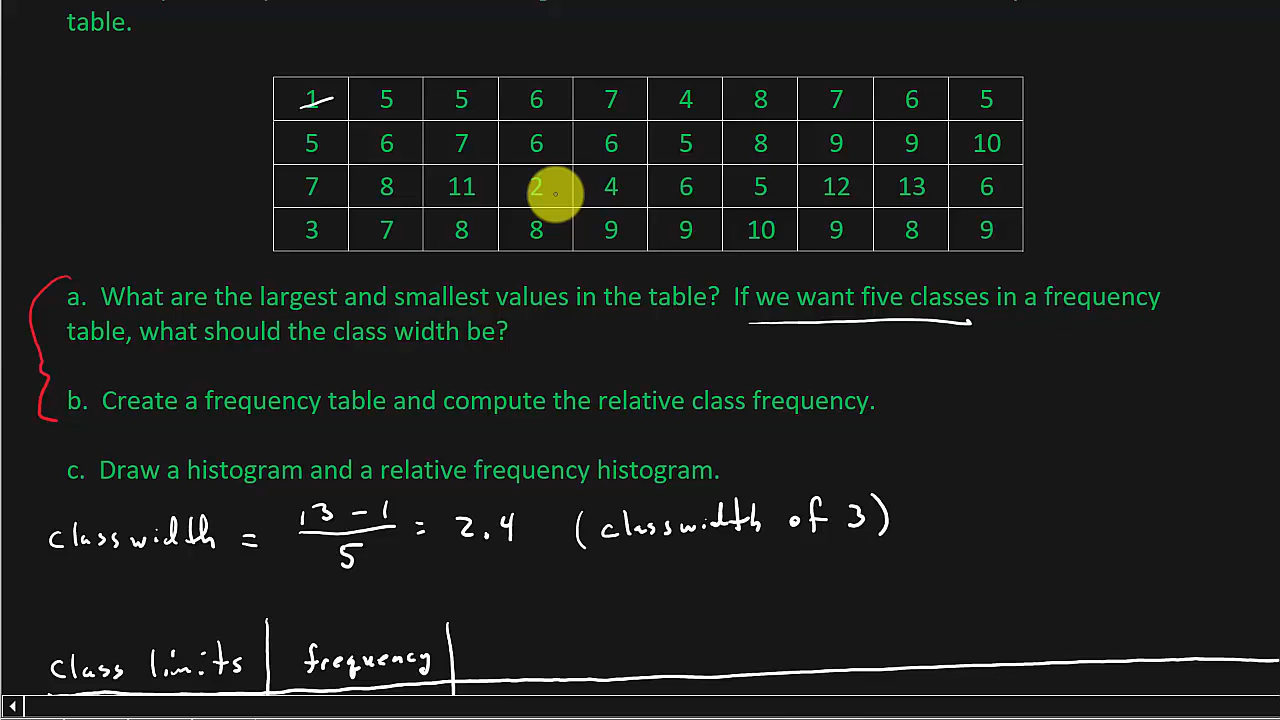 table.
1 5 5 6 7 4 8 7 6 5
5 6 7 6 6 5 8 9 9 10
7 8 11 2 4 6 5 12 13 6
3 7 8 8 9 9 10 9 8 9
a. What are the largest and smallest values in the table? If we want five classes in a frequency
table, what should the class width be?
b. Create a frequency table and compute the relative class frequency.
c. Draw a histogram and a relative frequency histogram.
class width = 13 - 1 / 5 = 2.4 (class width of 3)
class limits frequency